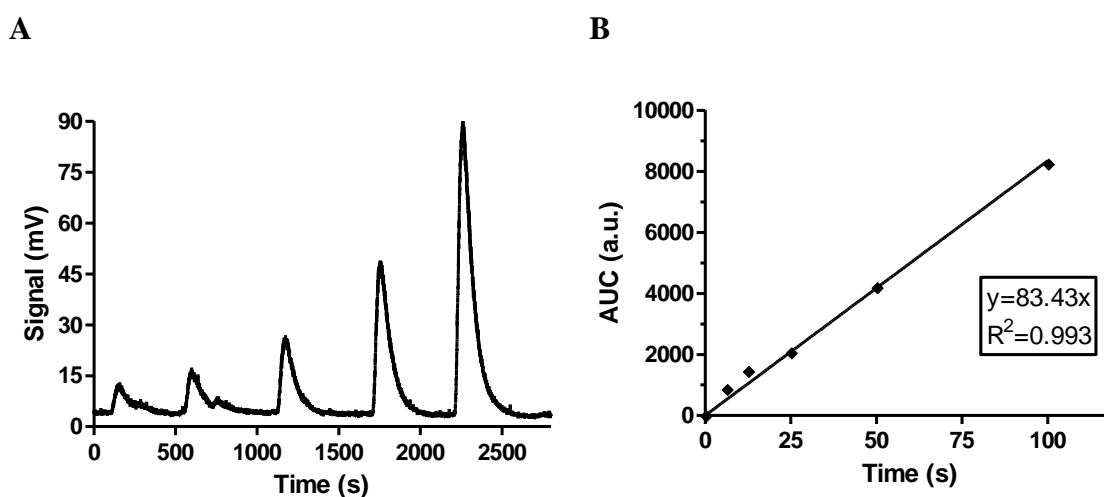 A
B
90
75
60
45
30
15
0
Signal (mV)
0 500 1000 1500 2000 2500
Time (s)
10000
8000
6000
4000
2000
0
AUC (a.u.)
y=83.43x
R²=0.993
0 25 50 75 100
Time (s)